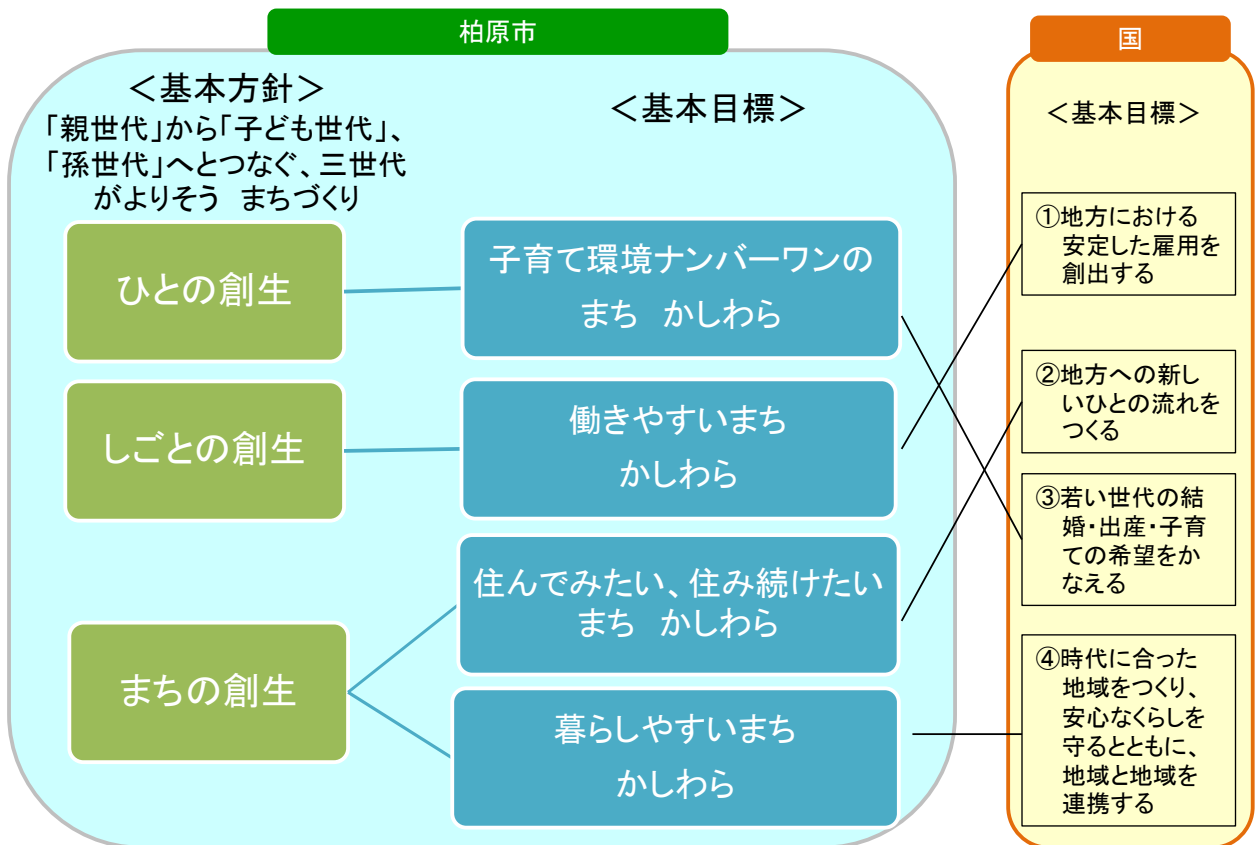 柏原市
＜基本方針＞
「親世代」から「子ども世代」、
「孫世代」へとつなぐ、三世代
がよりそう　まちづくり
＜基本目標＞
ひとの創生
子育て環境ナンバーワンの
まち　かしわら
しごとの創生
働きやすいまち
かしわら
まちの創生
住んでみたい、住み続けたい
まち　かしわら
暮らしやすいまち
かしわら
国
＜基本目標＞
①地方における
安定した雇用を
創出する
②地方への新し
いひとの流れを
つくる
③若い世代の結
婚・出産・子育
ての希望をか
なえる
④時代に合った
地域をつくり、
安心なくらしを
守るとともに、
地域と地域を
連携する